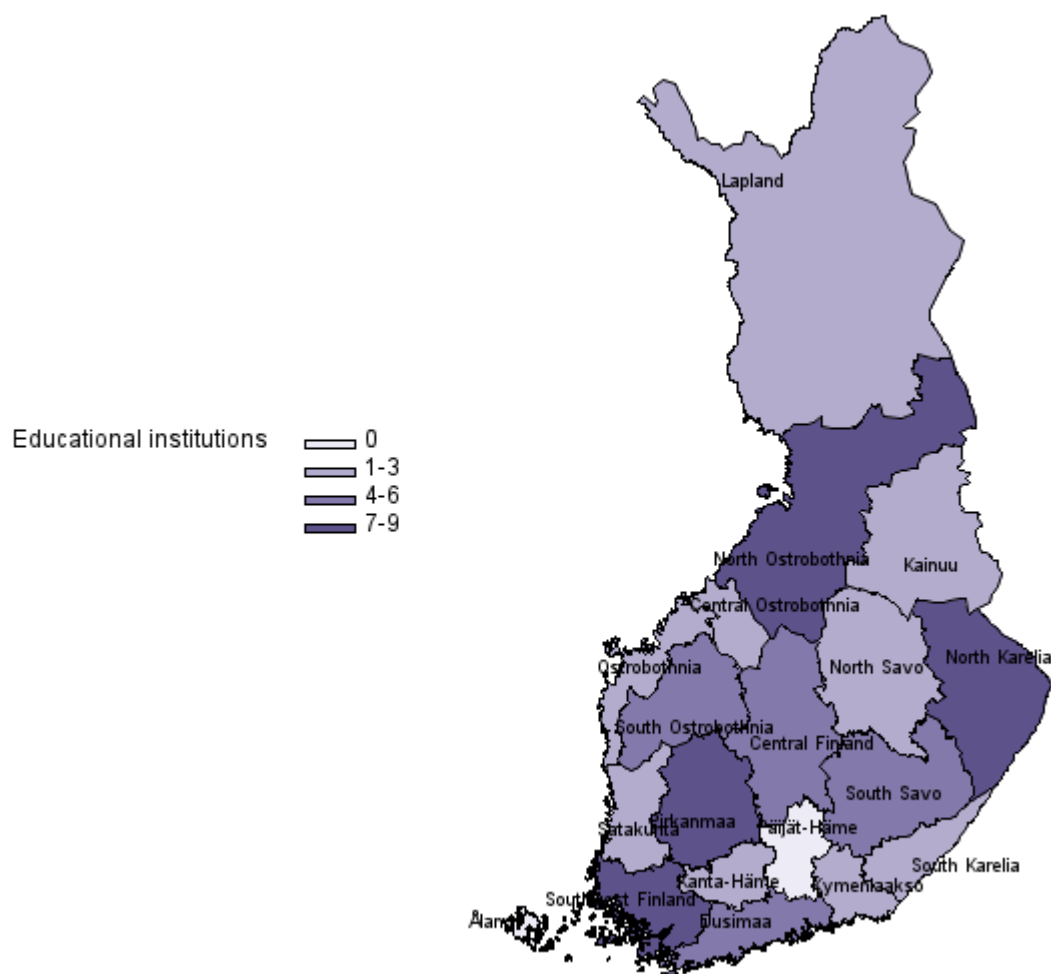 Lapland
Educational institutions
0
1-3
4-6
7-9
North Ostrobothnia
Kainuu
Central Ostrobothnia
North Karelia
Ostrobothnia
North Savo
South Ostrobothnia
Central Finland
South Savo
Satakunta
Pirkanmaa
Päijät-Häme
South Karelia
Kanta-Häme
Kymenlaakso
Southwest Finland
Uusimaa
Åland